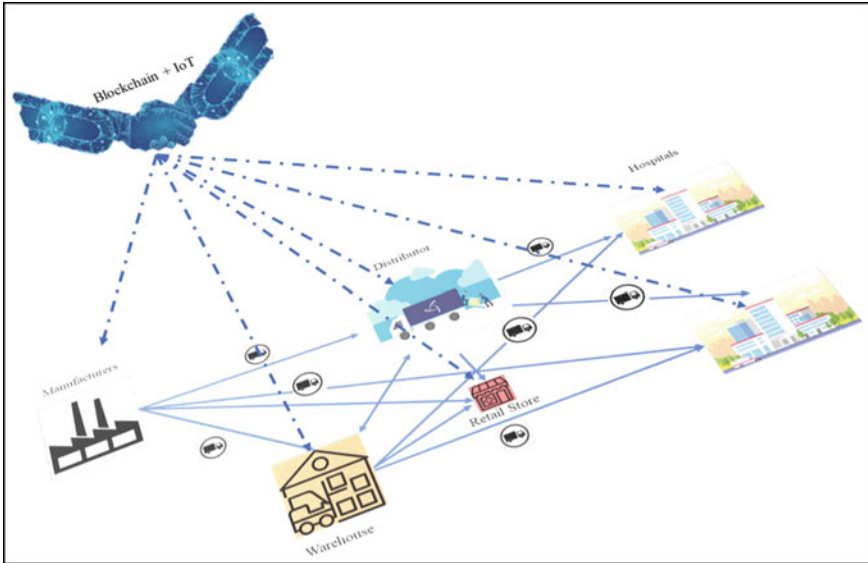 Blockchain + IoT
Hospitals
Distributor
Manufacturers
Retail Store
Warehouse